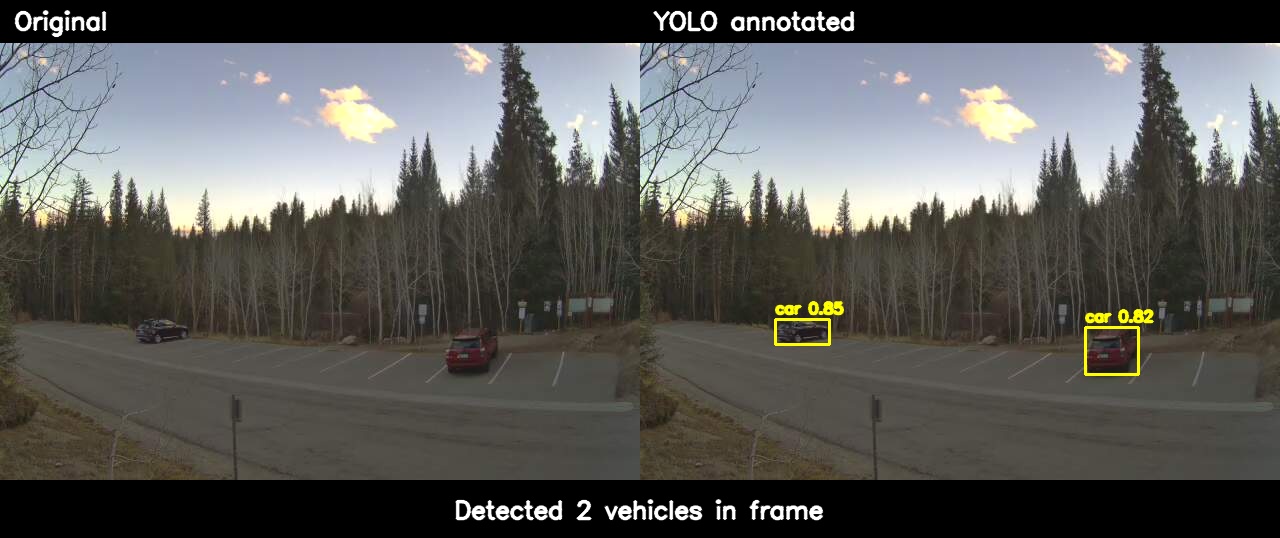 Original
YOLO annotated
car 0.85
car 0.82
Detected 2 vehicles in frame